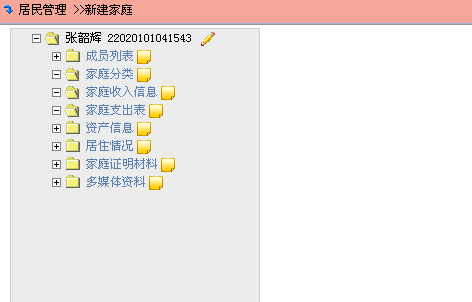 居民管理 >>新建家庭
张韶辉 22020101041543
成员列表
家庭分类
家庭收入信息
家庭支出表
资产信息
居住情况
家庭证明材料
多媒体资料